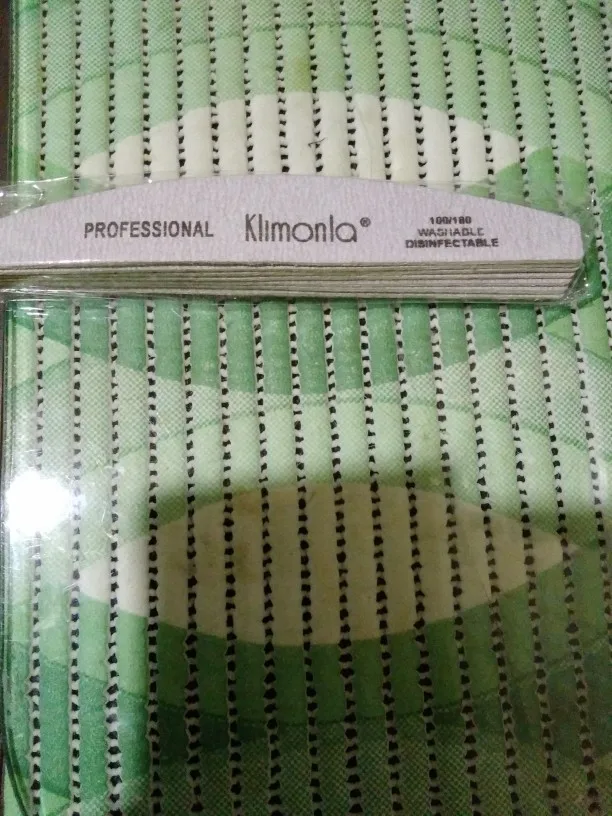 PROFESSIONAL
Klimonla®
100/180
WASHABLE
DISINFECTABLE